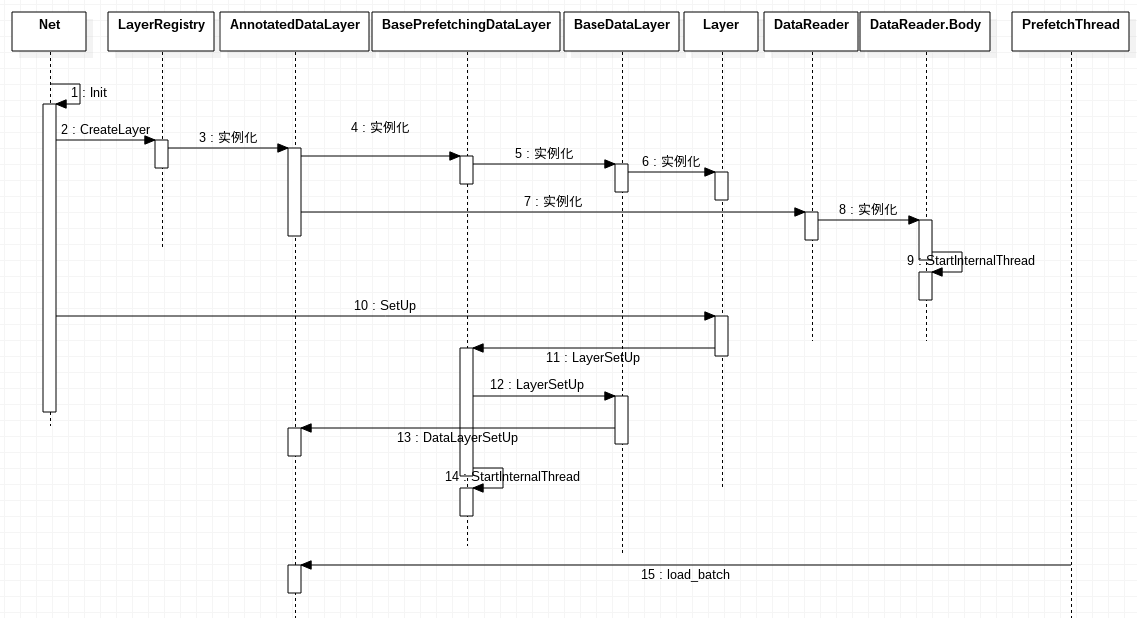 Net
LayerRegistry
AnnotatedDataLayer
BasePrefetchingDataLayer
BaseDataLayer
Layer
DataReader
DataReader.Body
PrefetchThread
1 : Init
2 : CreateLayer
3 : 实例化
4 : 实例化
5 : 实例化
6 : 实例化
7 : 实例化
8 : 实例化
9 : StartInternalThread
10 : SetUp
11 : LayerSetUp
12 : LayerSetUp
13 : DataLayerSetUp
14 : StartInternalThread
15 : load_batch